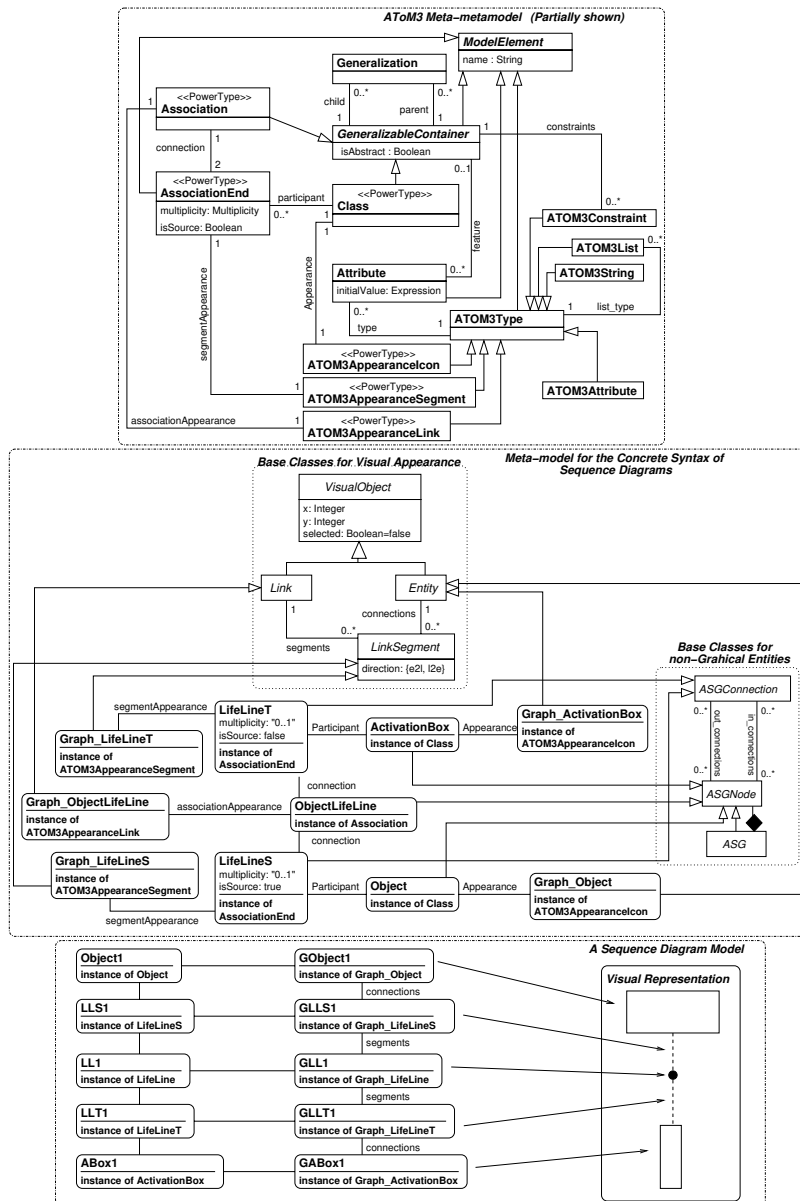 AToM3 Meta-metamodel (Partially shown)
ModelElement
name : String
Generalization
0..*
0..*
child
parent
1
1
<<PowerType>>
Association
1
1
connection
2
GeneralizableContainer
isAbstract : Boolean
1
constraints
0..1
<<PowerType>>
AssociationEnd
multiplicity: Multiplicity
isSource: Boolean
participant
0..*
1
<<PowerType>>
Class
1
1
0..*
ATOM3Constraint
feature
ATOM3List
0..*
ATOM3String
Attribute
initialValue: Expression
0..*
Appearance
segmentAppearance
0..*
type
1
ATOM3Type
1
list_type
1
<<PowerType>>
ATOM3AppearanceIcon
1
<<PowerType>>
ATOM3AppearanceSegment
ATOM3Attribute
associationAppearance
1
<<PowerType>>
ATOM3AppearanceLink
Base Classes for Visual Appearance
Meta-model for the Concrete Syntax of
Sequence Diagrams
VisualObject
x: Integer
y: Integer
selected: Boolean=false
Link
Entity
1
connections
1
segments
0..*
0..*
LinkSegment
direction: {e2l, l2e}
Base Classes for
non-Grahical Entities
ASGConnection
0..*
0..*
out_connections
in_connections
0..*
0..*
ASGNode
ASG
segmentAppearance
LifeLineT
multiplicity: "0..1"
isSource: false
instance of
AssociationEnd
Participant
ActivationBox
instance of Class
Appearance
Graph_ActivationBox
instance of
ATOM3AppearanceIcon
Graph_LifeLineT
instance of
ATOM3AppearanceSegment
connection
Graph_ObjectLifeLine
instance of
ATOM3AppearanceLink
associationAppearance
ObjectLifeLine
instance of Association
connection
Graph_LifeLineS
instance of
ATOM3AppearanceSegment
segmentAppearance
LifeLineS
multiplicity: "0..1"
isSource: true
instance of
AssociationEnd
Participant
Object
instance of Class
Appearance
Graph_Object
instance of
ATOM3AppearanceIcon
A Sequence Diagram Model
Object1
instance of Object
GObject1
instance of Graph_Object
connections
Visual Representation
LLS1
instance of LifeLineS
GLLS1
instance of Graph_LifeLineS
segments
LL1
instance of LifeLine
GLL1
instance of Graph_LifeLine
segments
LLT1
instance of LifeLineT
GLLT1
instance of Graph_LifeLineT
connections
ABox1
instance of ActivationBox
GABox1
instance of Graph_ActivationBox